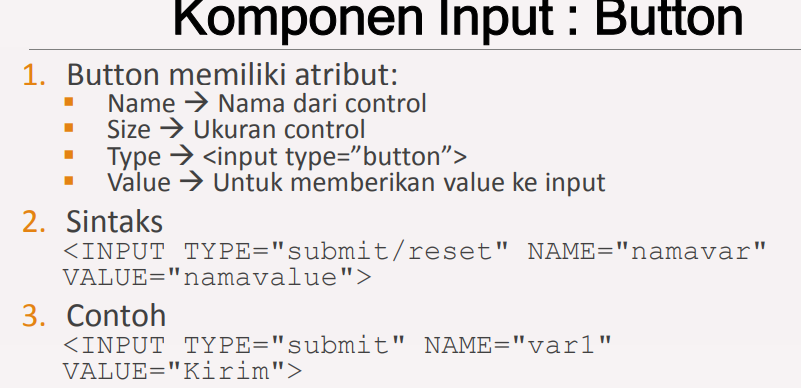 Komponen Input : Button
1. Button memiliki atribut:
▪ Name → Nama dari control
▪ Size → Ukuran control
▪ Type → <input type=”button”>
▪ Value → Untuk memberikan value ke input
2. Sintaks
<INPUT TYPE="submit/reset" NAME="namavar"
VALUE="namavalue">
3. Contoh
<INPUT TYPE="submit" NAME="var1"
VALUE="Kirim">